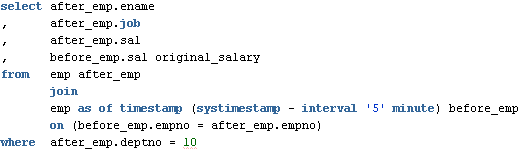 select after_emp.ename
, after_emp.job
, after_emp.sal
, before_emp.sal original_salary
from emp after_emp
join
emp as of timestamp (systimestamp - interval '5' minute) before_emp
on (before_emp.empno = after_emp.empno)
where after_emp.deptno = 10